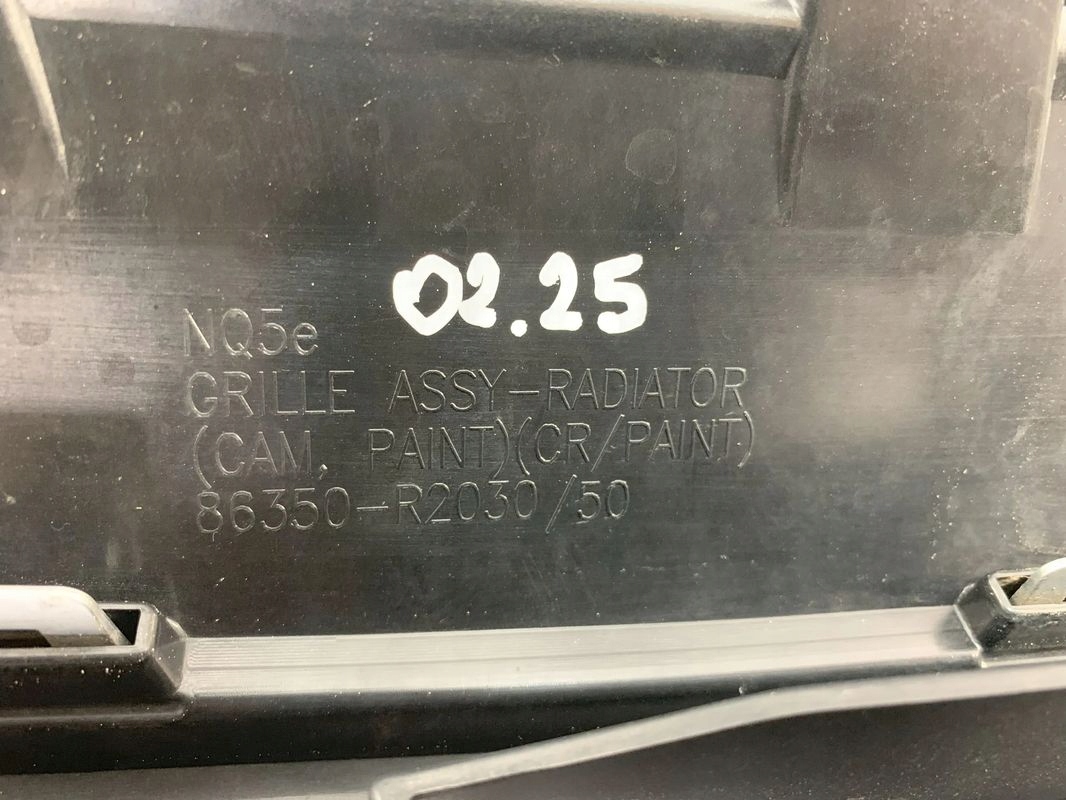 02.25
NQ5e
GRILLE ASSY-RADIATOR
(CAM, PAINT)(CR/PAINT)
86350-R2030/50